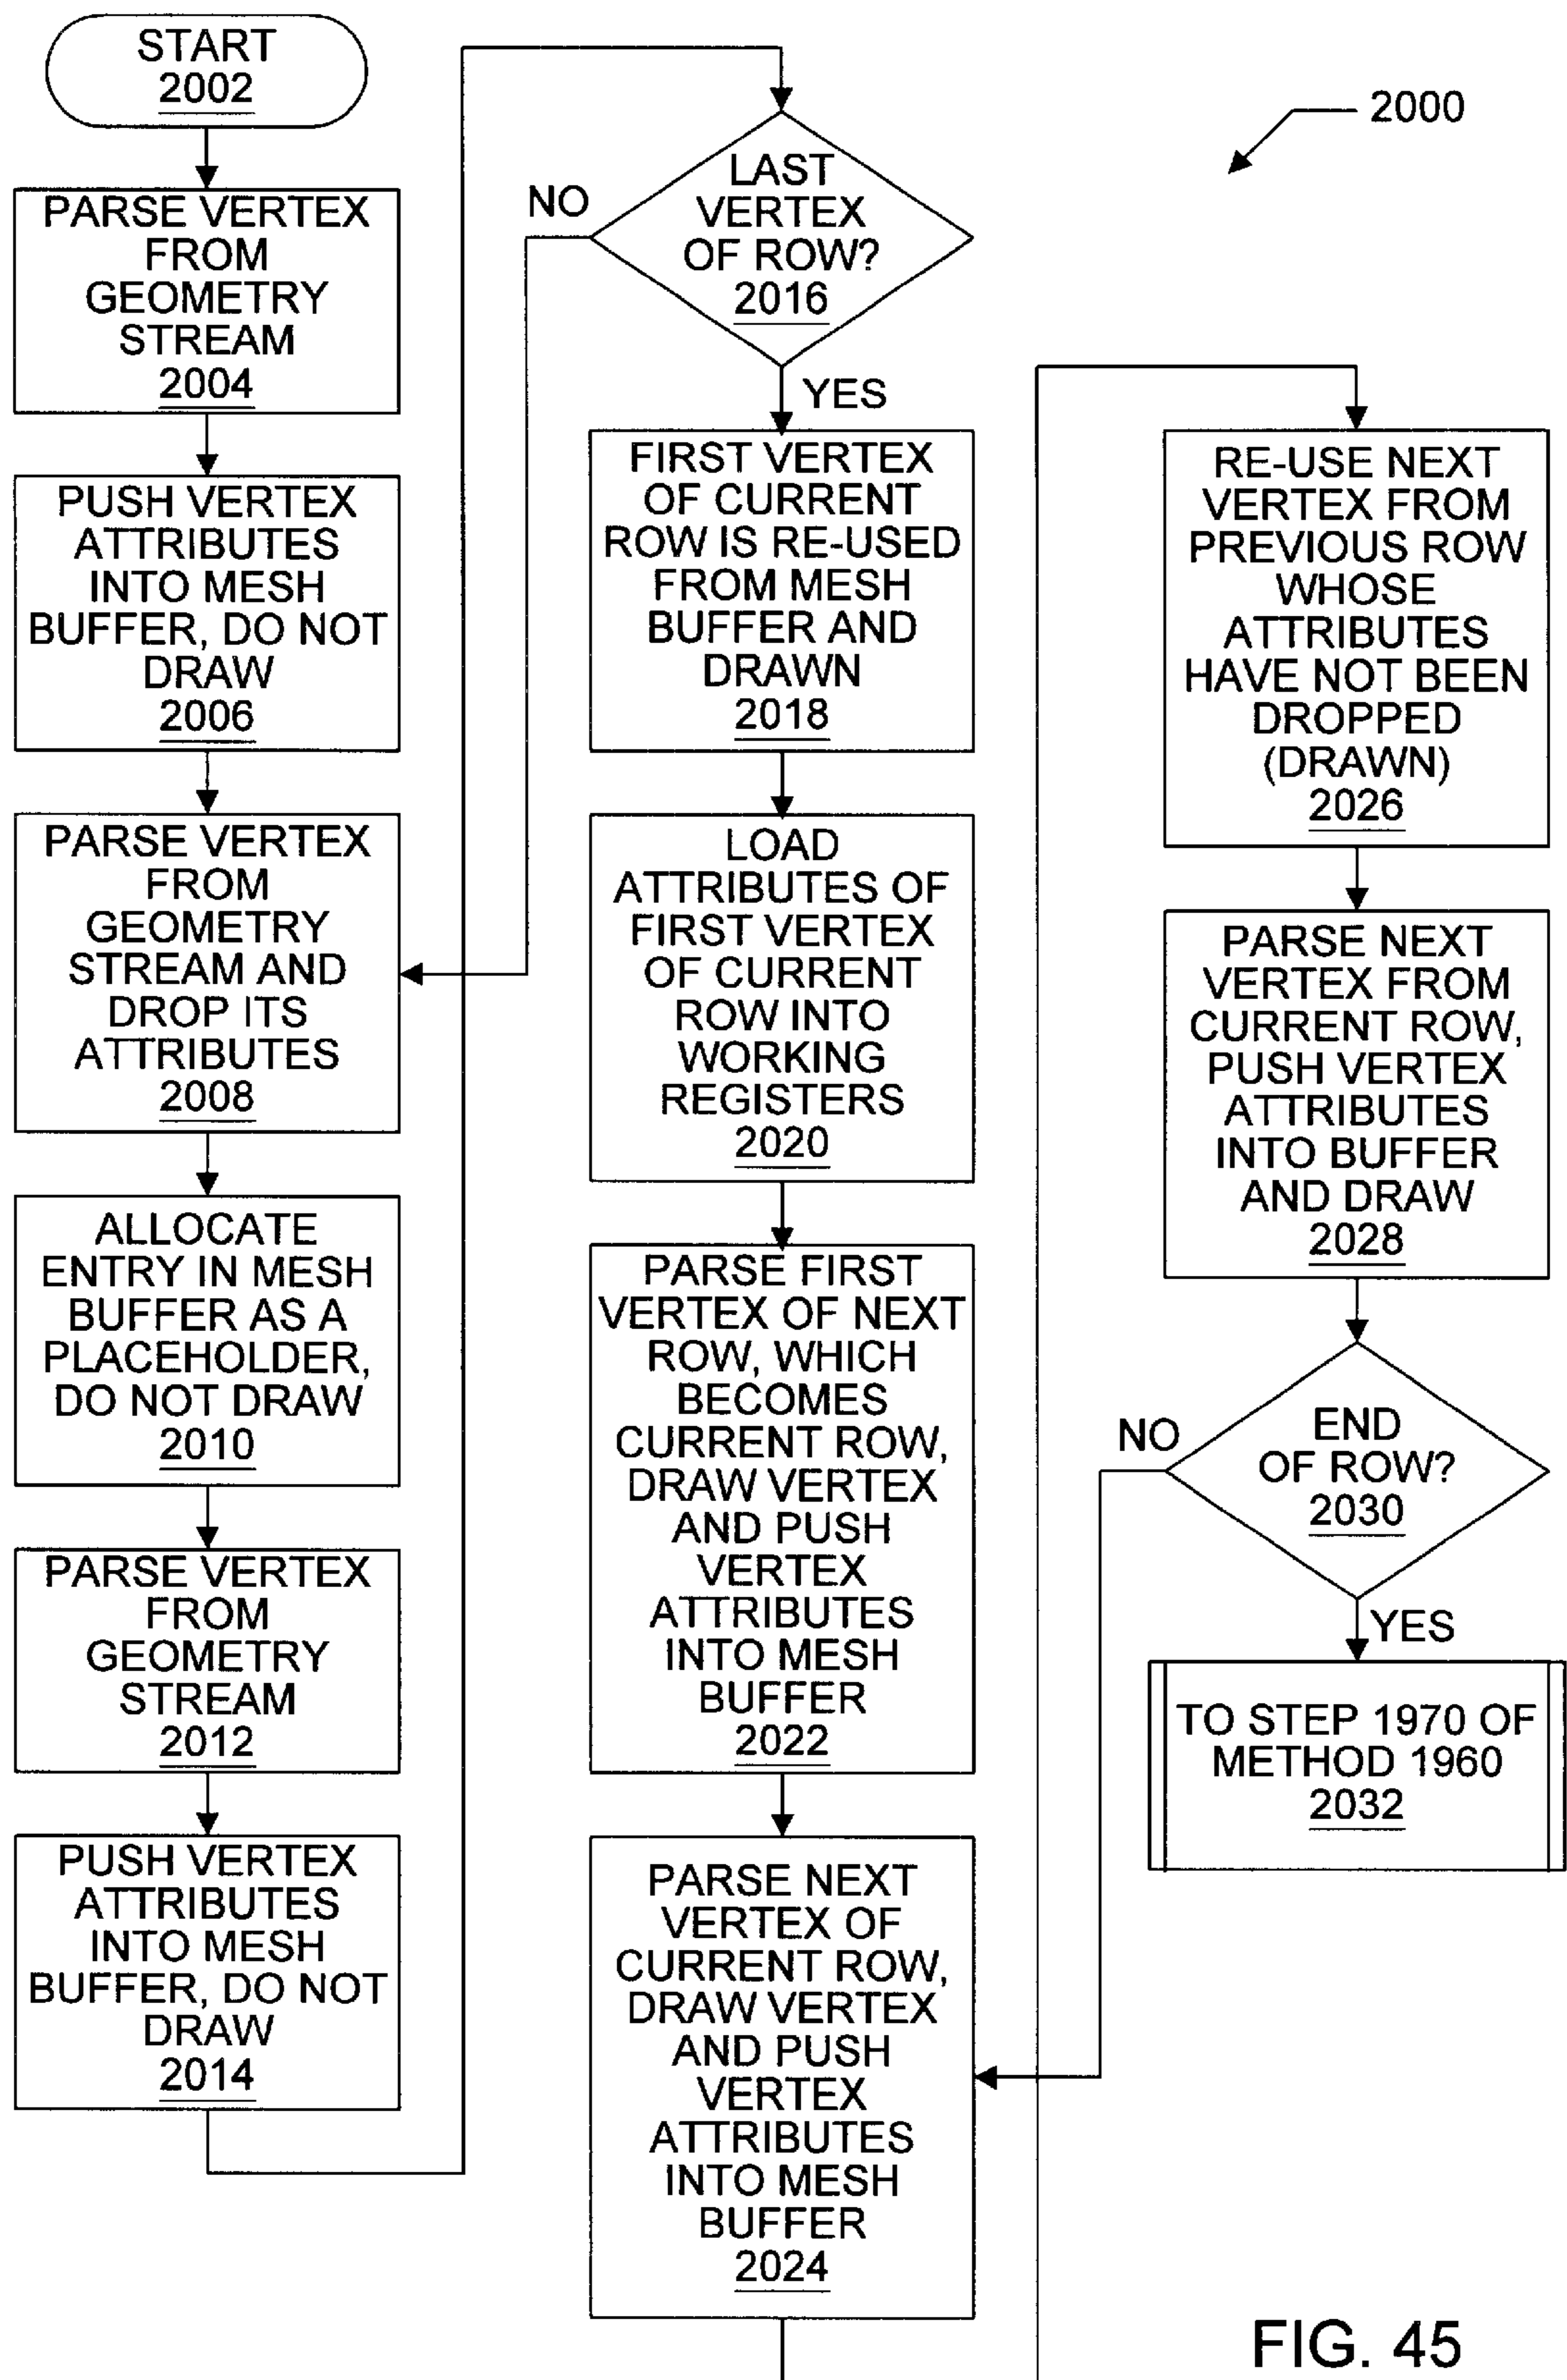 START
2002
PARSE VERTEX
FROM
GEOMETRY
STREAM
2004
PUSH VERTEX
ATTRIBUTES
INTO MESH
BUFFER, DO NOT
DRAW
2006
PARSE VERTEX
FROM
GEOMETRY
STREAM AND
DROP ITS
ATTRIBUTES
2008
ALLOCATE
ENTRY IN MESH
BUFFER AS A
PLACEHOLDER,
DO NOT DRAW
2010
PARSE VERTEX
FROM
GEOMETRY
STREAM
2012
PUSH VERTEX
ATTRIBUTES
INTO MESH
BUFFER, DO NOT
DRAW
2014
LAST
VERTEX
OF ROW?
2016
NO
YES
FIRST VERTEX
OF CURRENT
ROW IS RE-USED
FROM MESH
BUFFER AND
DRAWN
2018
LOAD
ATTRIBUTES OF
FIRST VERTEX
OF CURRENT
ROW INTO
WORKING
REGISTERS
2020
PARSE FIRST
VERTEX OF NEXT
ROW, WHICH
BECOMES
CURRENT ROW,
DRAW VERTEX
AND PUSH
VERTEX
ATTRIBUTES
INTO MESH
BUFFER
2022
PARSE NEXT
VERTEX OF
CURRENT ROW,
DRAW VERTEX
AND PUSH
VERTEX
ATTRIBUTES
INTO MESH
BUFFER
2024
2000
RE-USE NEXT
VERTEX FROM
PREVIOUS ROW
WHOSE
ATTRIBUTES
HAVE NOT BEEN
DROPPED
(DRAWN)
2026
PARSE NEXT
VERTEX FROM
CURRENT ROW,
PUSH VERTEX
ATTRIBUTES
INTO BUFFER
AND DRAW
2028
END
OF ROW?
2030
NO
YES
TO STEP 1970 OF
METHOD 1960
2032
FIG. 45